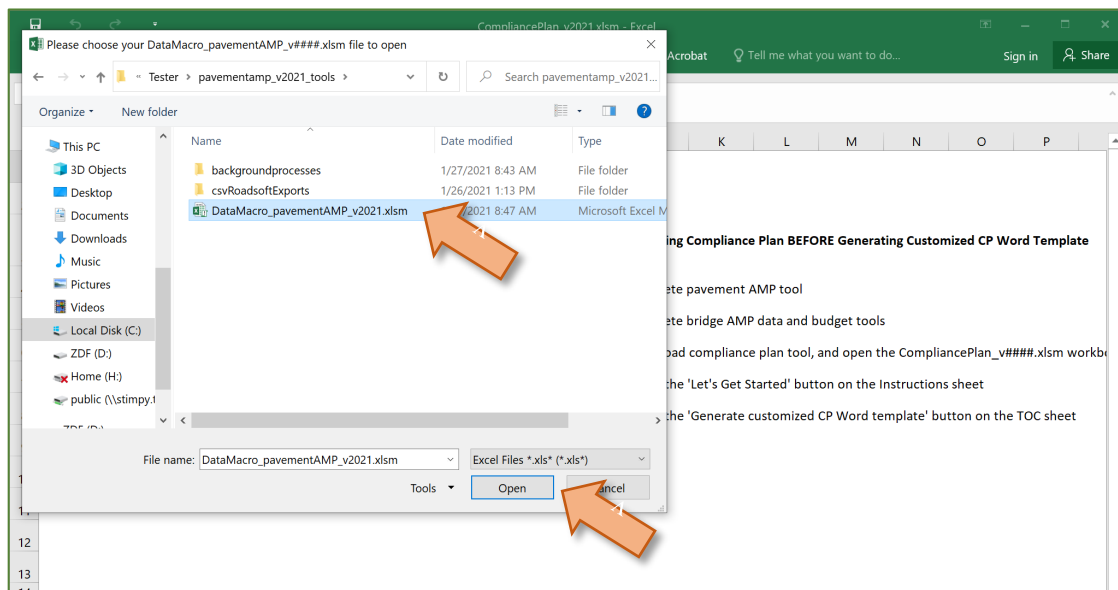 CompliancePlan_v2021.xlsm - Excel
Please choose your DataMacro_pavementAMP_v####.xlsm file to open
Acrobat
Tell me what you want to do...
Sign in
Share
« Tester › pavementamp_v2021_tools ›
Search pavementamp_v2021...
Organize
New folder
Name
Date modified
Type
This PC
3D Objects
Desktop
Documents
Downloads
Music
Pictures
Videos
Local Disk (C:)
ZDF (D:)
Home (H:)
public (\\stimpy.t
ZDF (D:)
backgroundprocesses 1/27/2021 8:43 AM File folder
csvRoadsoftExports 1/26/2021 1:13 PM File folder
DataMacro_pavementAMP_v2021.xlsm /2021 8:47 AM Microsoft Excel M
File name: DataMacro_pavementAMP_v2021.xlsm
Excel Files *.xls* (*.xls*)
Tools
Open
ancel
K L M N O P
ing Compliance Plan BEFORE Generating Customized CP Word Template
ete pavement AMP tool
ete bridge AMP data and budget tools
oad compliance plan tool, and open the CompliancePlan_v####.xlsm workbo
the 'Let's Get Started' button on the Instructions sheet
the 'Generate customized CP Word template' button on the TOC sheet
12
13